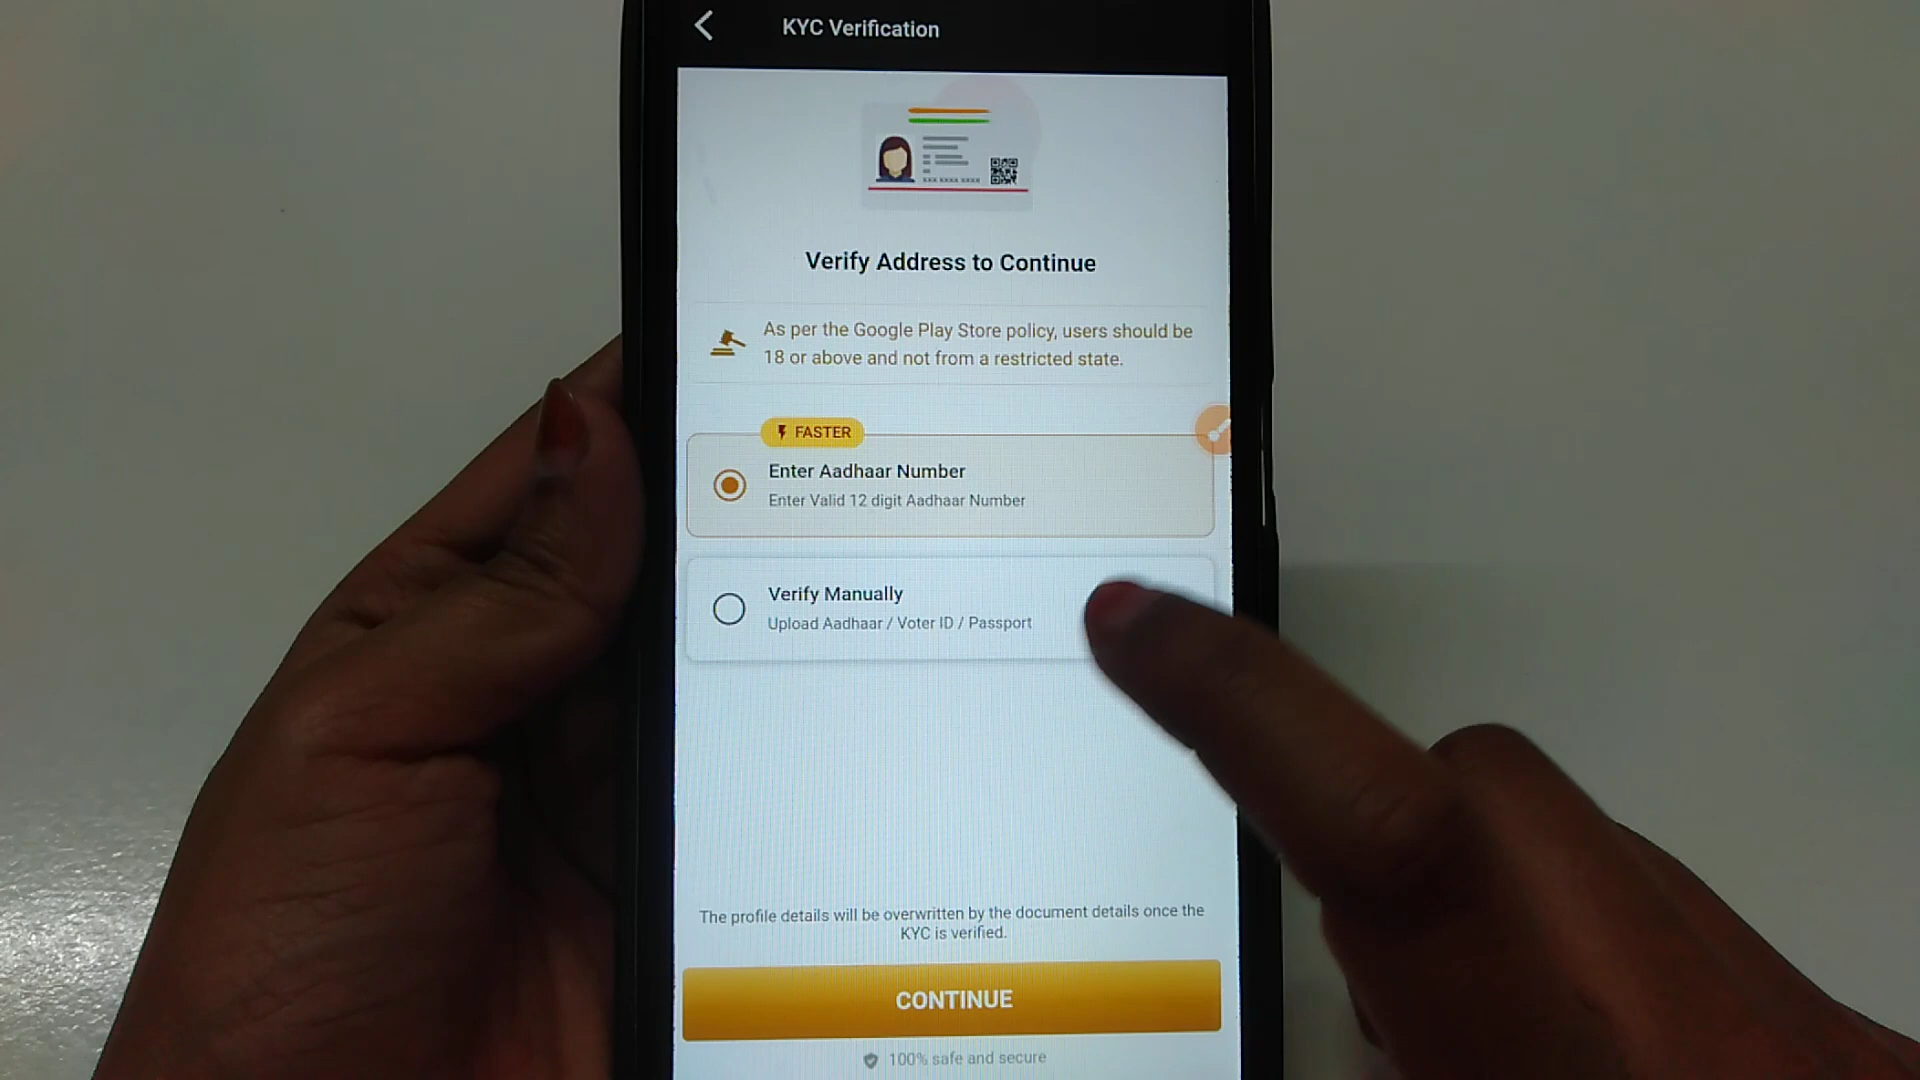 KYC Verification
XXX XXXX XXXX
Verify Address to Continue
As per the Google Play Store policy, users should be
18 or above and not from a restricted state.
FASTER
Enter Aadhaar Number
Enter Valid 12 digit Aadhaar Number
Verify Manually
Upload Aadhaar / Voter ID / Passport
The profile details will be overwritten by the document details once the
KYC is verified.
CONTINUE
100% safe and secure